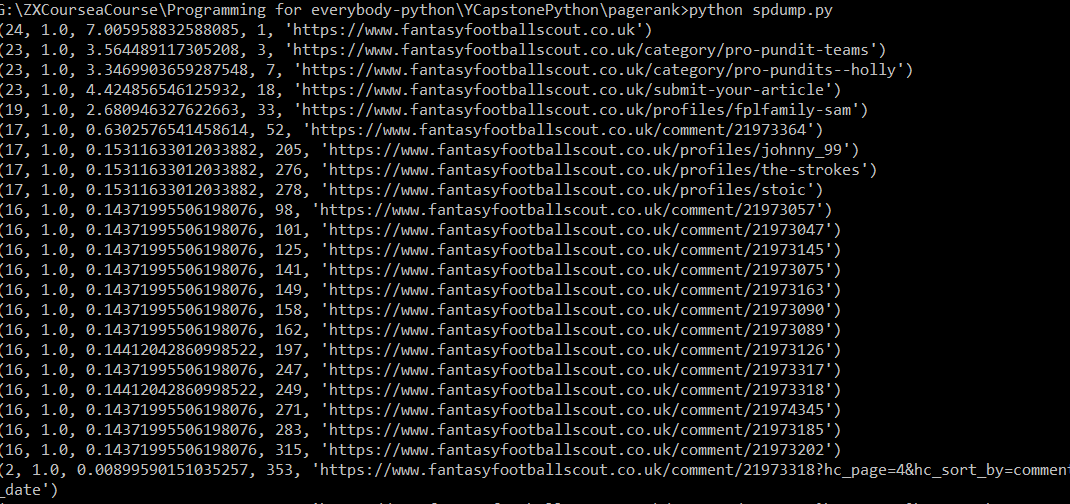 G:\ZXCourseaCourse\Programming for everybody-python\YCapstonePython\pagerank>python spdump.py
(24, 1.0, 7.005958832588085, 1, 'https://www.fantasyfootballscout.co.uk')
(23, 1.0, 3.564489117305208, 3, 'https://www.fantasyfootballscout.co.uk/category/pro-pundit-teams')
(23, 1.0, 3.3469903659287548, 7, 'https://www.fantasyfootballscout.co.uk/category/pro-pundits--holly')
(23, 1.0, 4.424856546125932, 18, 'https://www.fantasyfootballscout.co.uk/submit-your-article')
(19, 1.0, 2.680946327622663, 33, 'https://www.fantasyfootballscout.co.uk/profiles/fplfamily-sam')
(17, 1.0, 0.6302576541458614, 52, 'https://www.fantasyfootballscout.co.uk/comment/21973364')
(17, 1.0, 0.15311633012033882, 205, 'https://www.fantasyfootballscout.co.uk/profiles/johnny_99')
(17, 1.0, 0.15311633012033882, 276, 'https://www.fantasyfootballscout.co.uk/profiles/the-strokes')
(17, 1.0, 0.15311633012033882, 278, 'https://www.fantasyfootballscout.co.uk/profiles/stoic')
(16, 1.0, 0.14371995506198076, 98, 'https://www.fantasyfootballscout.co.uk/comment/21973057')
(16, 1.0, 0.14371995506198076, 101, 'https://www.fantasyfootballscout.co.uk/comment/21973047')
(16, 1.0, 0.14371995506198076, 125, 'https://www.fantasyfootballscout.co.uk/comment/21973145')
(16, 1.0, 0.14371995506198076, 141, 'https://www.fantasyfootballscout.co.uk/comment/21973075')
(16, 1.0, 0.14371995506198076, 149, 'https://www.fantasyfootballscout.co.uk/comment/21973163')
(16, 1.0, 0.14371995506198076, 158, 'https://www.fantasyfootballscout.co.uk/comment/21973090')
(16, 1.0, 0.14371995506198076, 162, 'https://www.fantasyfootballscout.co.uk/comment/21973089')
(16, 1.0, 0.14412042860998522, 197, 'https://www.fantasyfootballscout.co.uk/comment/21973126')
(16, 1.0, 0.14371995506198076, 247, 'https://www.fantasyfootballscout.co.uk/comment/21973317')
(16, 1.0, 0.14412042860998522, 249, 'https://www.fantasyfootballscout.co.uk/comment/21973318')
(16, 1.0, 0.14371995506198076, 271, 'https://www.fantasyfootballscout.co.uk/comment/21974345')
(16, 1.0, 0.14371995506198076, 283, 'https://www.fantasyfootballscout.co.uk/comment/21973185')
(16, 1.0, 0.14371995506198076, 315, 'https://www.fantasyfootballscout.co.uk/comment/21973202')
(2, 1.0, 0.00899590151035257, 353, 'https://www.fantasyfootballscout.co.uk/comment/21973318?hc_page=4&hc_sort_by=comment
_date')